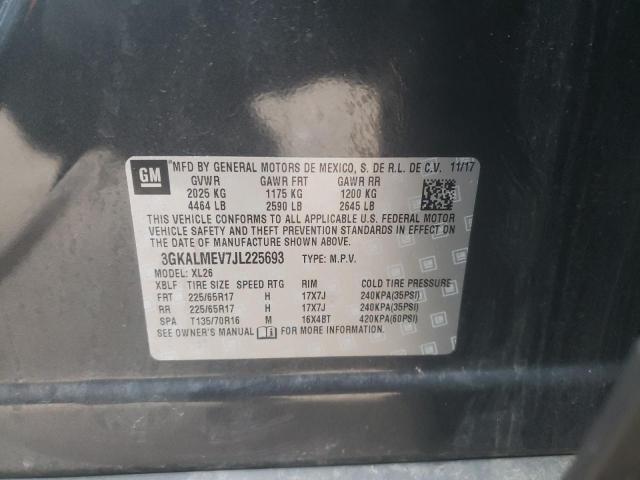 GM MFD BY GENERAL MOTORS DE MEXICO, S. DE R.L. DE C.V. 11/17
GVWR GAWR FRT GAWR RR
2025 KG 1175 KG 1200 KG
4464 LB 2590 LB 2645 LB
THIS VEHICLE CONFORMS TO ALL APPLICABLE U.S. FEDERAL MOTOR
VEHICLE SAFETY AND THEFT PREVENTION STANDARDS IN EFFECT ON
THE DATE OF MANUFACTURE SHOWN ABOVE.
3GKALMEV7JL225693 TYPE: M.P.V.
MODEL: XL26
XBLF TIRE SIZE SPEED RTG RIM COLD TIRE PRESSURE
FRT 225/65R17 H 17X7J 240KPA(35PSI)
RR 225/65R17 H 17X7J 240KPA(35PSI)
SPA T135/70R16 M 16X4BT 420KPA(60PSI)
SEE OWNER'S MANUAL FOR MORE INFORMATION.